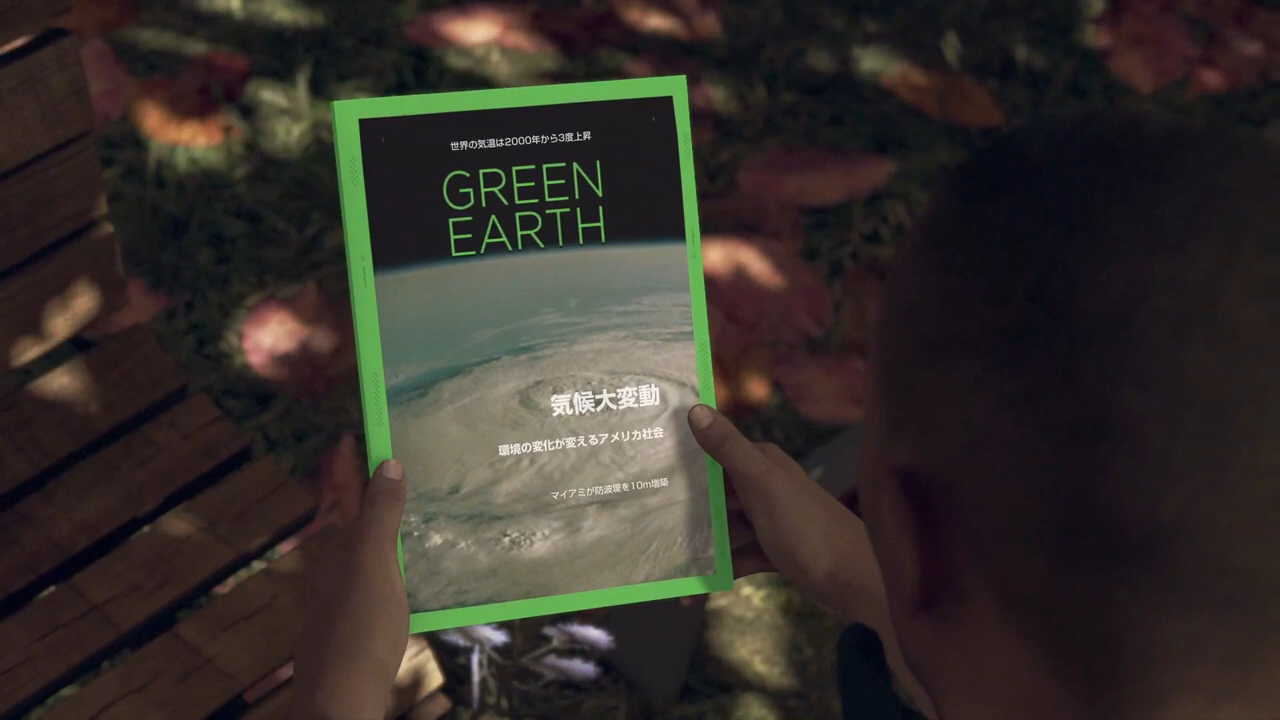 世界の気温は2000年から3度上昇
GREEN
EARTH
気候大変動
環境の変化が変えるアメリカ社会
マイアミが防波堤を10m増築